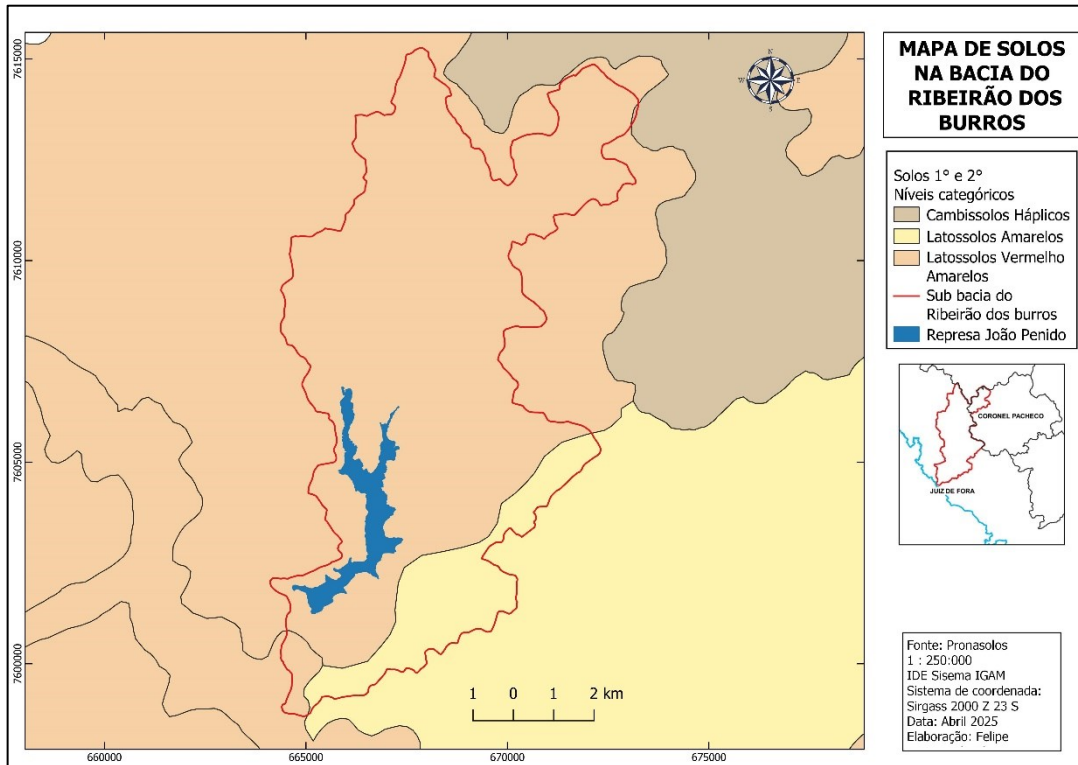 MAPA DE SOLOS
NA BACIA DO
RIBEIRÃO DOS
BURROS
Solos 1° e 2°
Níveis categóricos
Cambissolos Háplicos
Latossolos Amarelos
Latossolos Vermelho
Amarelos
Sub bacia do
Ribeirão dos burros
Represa João Penido
CORONEL PACHECO
JUIZ DE FORA
Fonte: Pronasolos
1 : 250:000
IDE Sisema IGAM
Sistema de coordenada:
Sirgass 2000 Z 23 S
Data: Abril 2025
Elaboração: Felipe
N
W
S
7615000
7610000
7605000
7600000
1 0 1 2 km
660000 665000 670000 675000